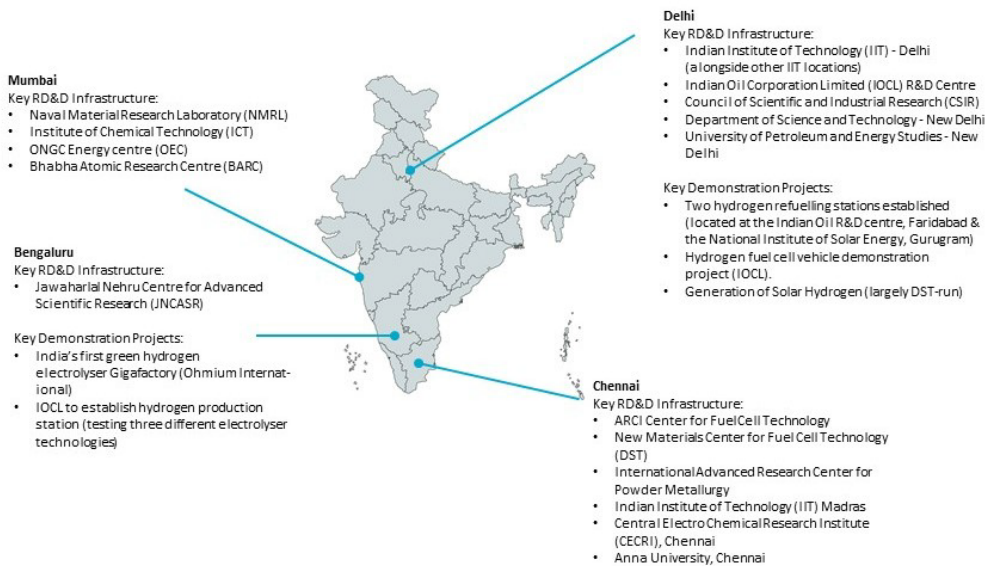 Delhi
Key RD&D Infrastructure:
• Indian Institute of Technology (IIT) - Delhi
(alongside other IIT locations)
• Indian Oil Corporation Limited (IOCL) R&D Centre
• Council of Scientific and Industrial Research (CSIR)
• Department of Science and Technology - New Delhi
• University of Petroleum and Energy Studies - New
Delhi
Key Demonstration Projects:
• Two hydrogen refuelling stations established
(located at the Indian Oil R&D centre, Faridabad &
the National Institute of Solar Energy, Gurugram)
• Hydrogen fuel cell vehicle demonstration
project (IOCL).
• Generation of Solar Hydrogen (largely DST-run)
Mumbai
Key RD&D Infrastructure:
• Naval Material Research Laboratory (NMRL)
• Institute of Chemical Technology (ICT)
• ONGC Energy centre (OEC)
• Bhabha Atomic Research Centre (BARC)
Bengaluru
Key RD&D Infrastructure:
• Jawaharlal Nehru Centre for Advanced
Scientific Research (JNCASR)
Key Demonstration Projects:
• India's first green hydrogen
electrolyser Gigafactory (Ohmium Internat-
ional)
• IOCL to establish hydrogen production
station (testing three different electrolyser
technologies)
Chennai
Key RD&D Infrastructure:
• ARCI Center for Fuel Cell Technology
• New Materials Center for Fuel Cell Technology
(DST)
• International Advanced Research Center for
Powder Metallurgy
• Indian Institute of Technology (IIT) Madras
• Central Electro Chemical Research Institute
(CECRI), Chennai
• Anna University, Chennai